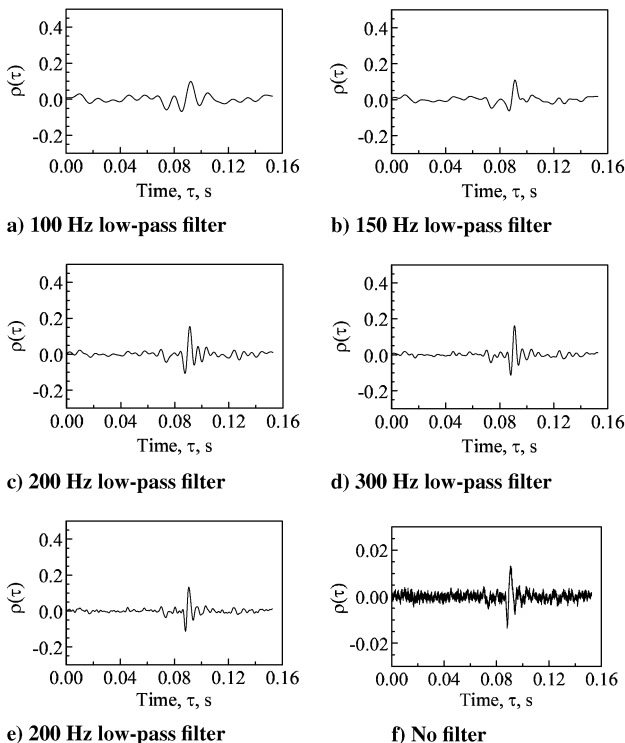 0.4
0.2
0.0
-0.2
ρ(τ)
0.00 0.04 0.08 0.12 0.16
Time, τ, s
a) 100 Hz low-pass filter
0.4
0.2
0.0
-0.2
ρ(τ)
0.00 0.04 0.08 0.12 0.16
Time, τ, s
b) 150 Hz low-pass filter
0.4
0.2
0.0
-0.2
ρ(τ)
0.00 0.04 0.08 0.12 0.16
Time, τ, s
c) 200 Hz low-pass filter
0.4
0.2
0.0
-0.2
ρ(τ)
0.00 0.04 0.08 0.12 0.16
Time, τ, s
d) 300 Hz low-pass filter
0.4
0.2
0.0
-0.2
ρ(τ)
0.00 0.04 0.08 0.12 0.16
Time, τ, s
e) 200 Hz low-pass filter
0.02
0.00
-0.02
ρ(τ)
0.00 0.04 0.08 0.12 0.16
Time, τ, s
f) No filter